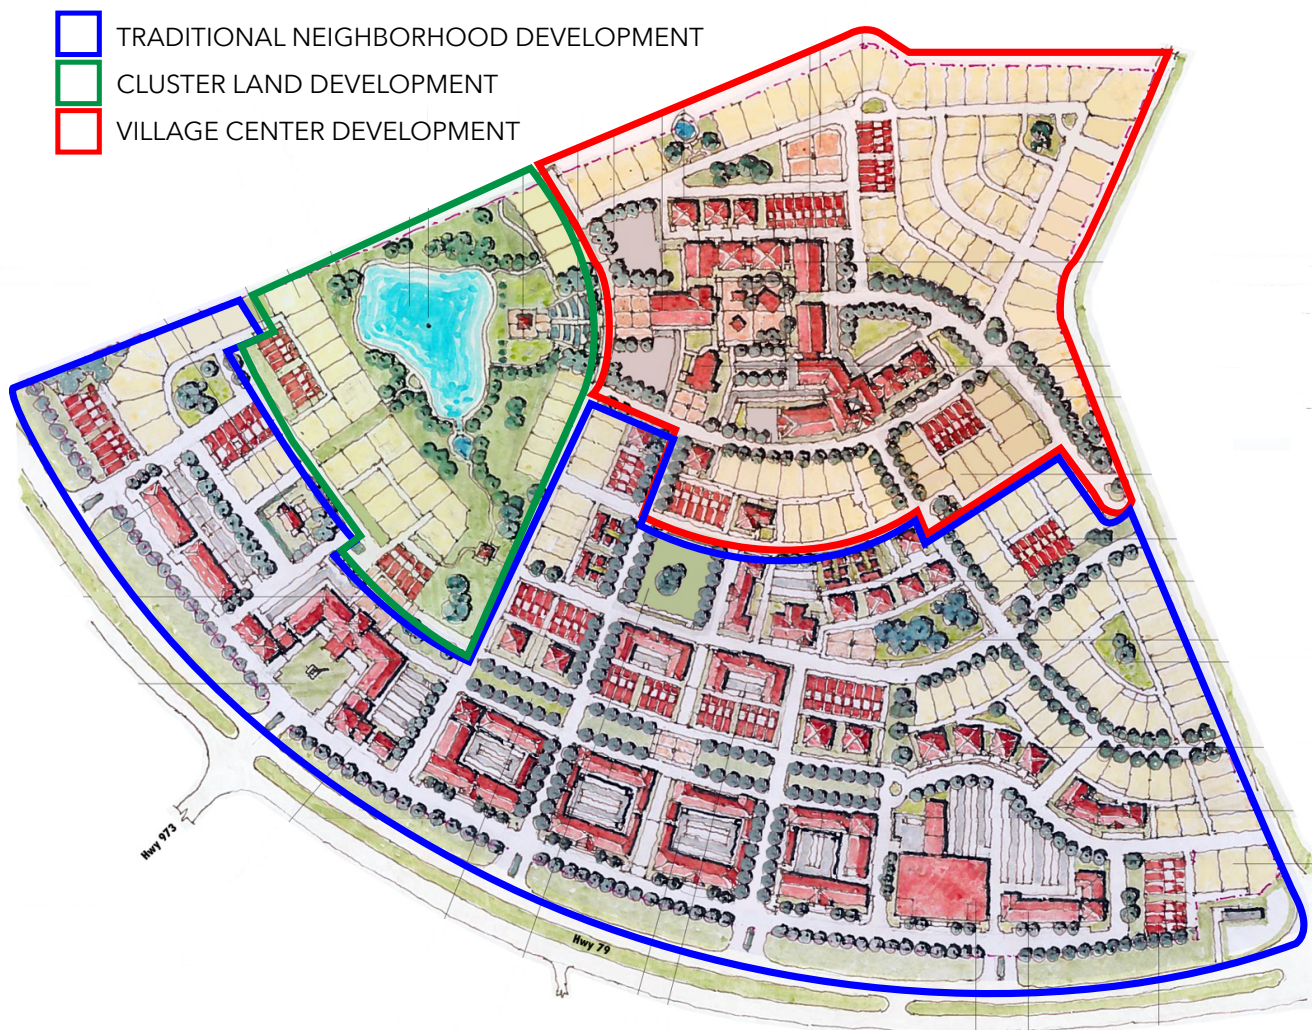 TRADITIONAL NEIGHBORHOOD DEVELOPMENT
CLUSTER LAND DEVELOPMENT
VILLAGE CENTER DEVELOPMENT
Hwy 973
Hwy 79